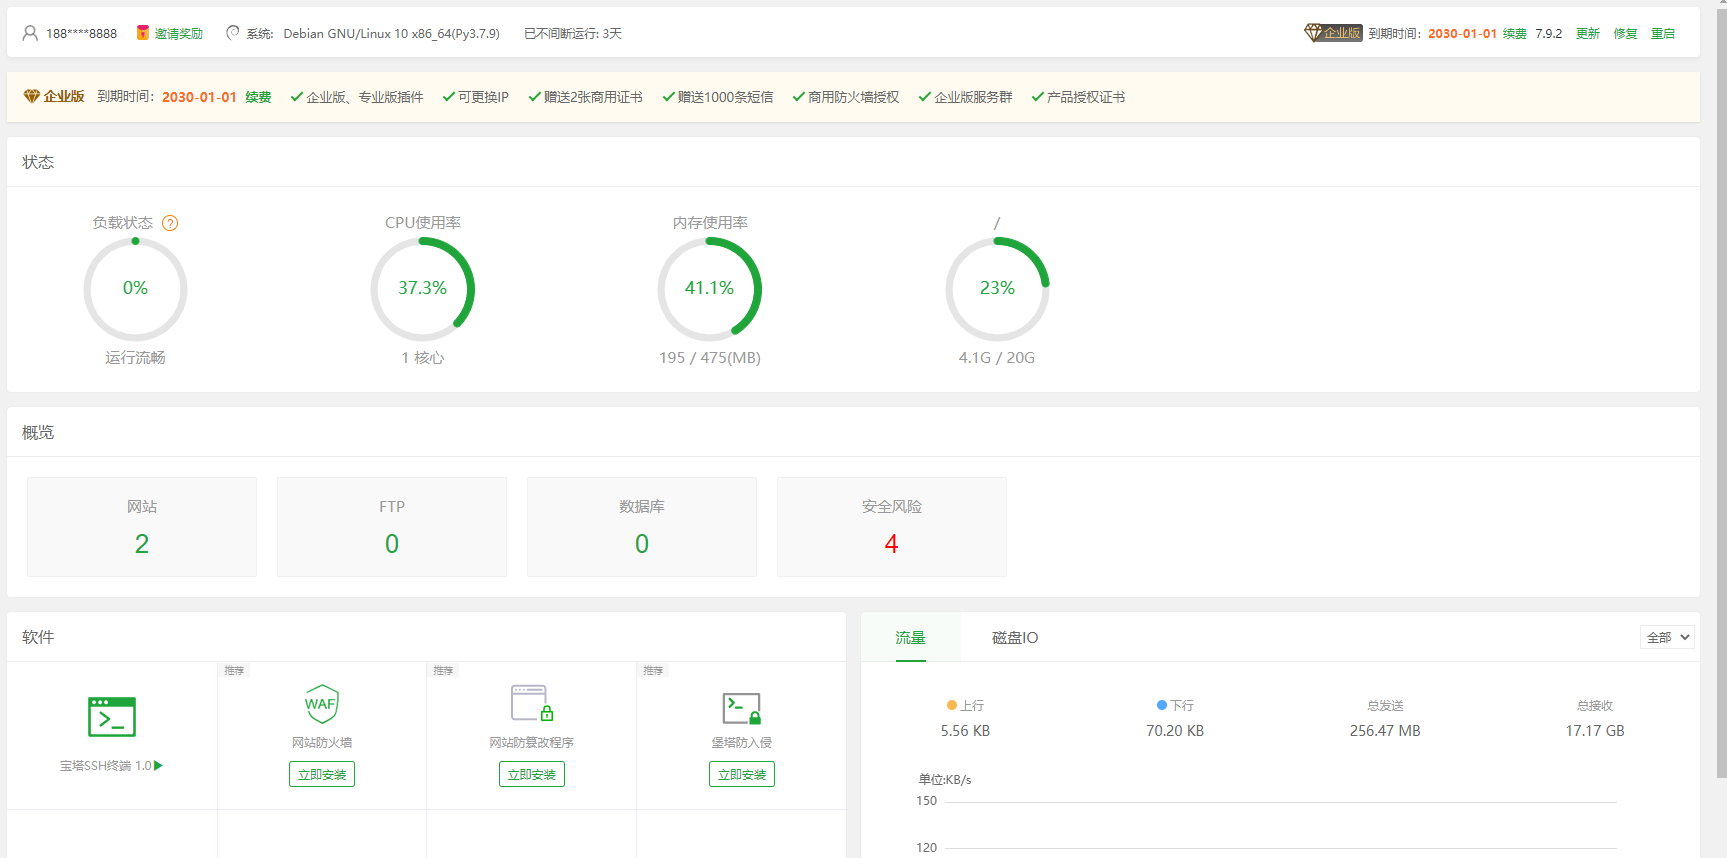 188****8888 邀请奖励 系统: Debian GNU/Linux 10 x86_64(Py3.7.9) 已不间断运行: 3天 企业版 到期时间: 2030-01-01 续费 7.9.2 更新 修复 重启
企业版 到期时间: 2030-01-01 续费 企业版、专业版插件 可更换IP 赠送2张商用证书 赠送1000条短信 商用防火墙授权 企业版服务群 产品授权证书
状态
负载状态 ? CPU使用率 内存使用率 /
0% 37.3% 41.1% 23%
运行流畅 1 核心 195 / 475(MB) 4.1G / 20G
概览
网站 FTP 数据库 安全风险
2 0 0 4
软件
推荐 推荐 推荐
WAF
网站防火墙 网站防篡改程序 堡塔防入侵
宝塔SSH终端 1.0
立即安装 立即安装 立即安装
流量 磁盘IO 全部
上行 下行 总发送 总接收
5.56 KB 70.20 KB 256.47 MB 17.17 GB
单位:KB/s
150
120